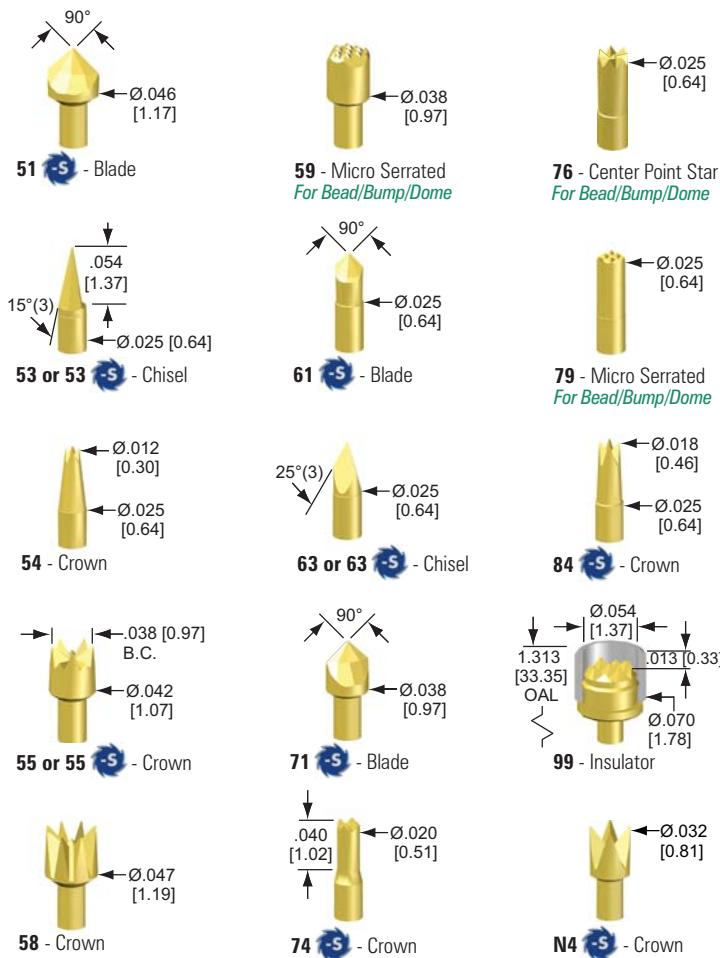 90°
Ø.046
[1.17]
51 -S - Blade
Ø.038
[0.97]
59 - Micro Serrated
For Bead/Bump/Dome
Ø.025
[0.64]
76 - Center Point Star
For Bead/Bump/Dome
.054
[1.37]
15°(3)
Ø.025 [0.64]
53 or 53 -S - Chisel
90°
Ø.025
[0.64]
61 -S - Blade
Ø.025
[0.64]
79 - Micro Serrated
For Bead/Bump/Dome
Ø.012
[0.30]
Ø.025
[0.64]
54 - Crown
25°(3)
Ø.025
[0.64]
63 or 63 -S - Chisel
Ø.018
[0.46]
Ø.025
[0.64]
84 -S - Crown
.038 [0.97]
B.C.
Ø.042
[1.07]
55 or 55 -S - Crown
90°
Ø.038
[0.97]
71 -S - Blade
Ø.054
[1.37]
1.313
[33.35]
OAL
.013 [0.33]
Ø.070
[1.78]
99 - Insulator
Ø.047
[1.19]
58 - Crown
.040
[1.02]
Ø.020
[0.51]
74 -S - Crown
Ø.032
[0.81]
N4 -S - Crown